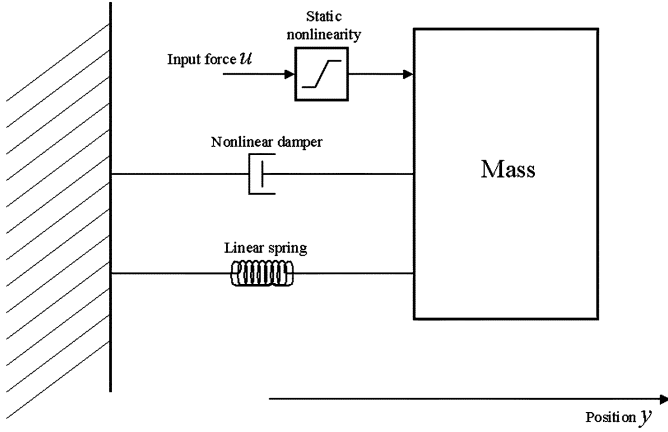 Static
nonlinearity
Input force u
Nonlinear damper
Mass
Linear spring
Position y